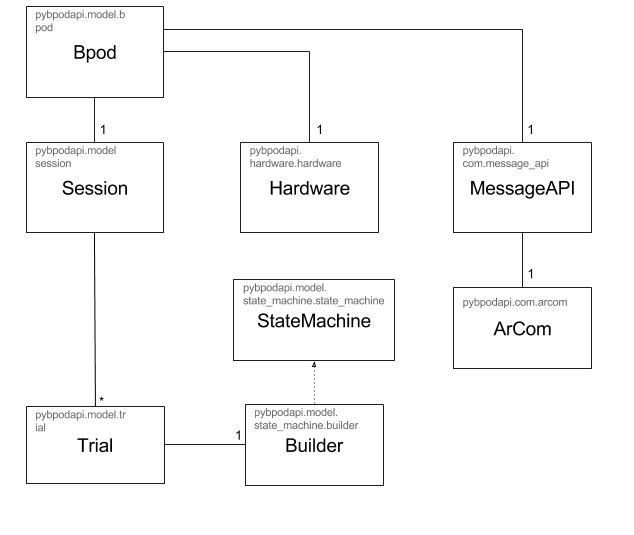 pybpodapi.model.b
pod
Bpod
1
1
1
pybpodapi.model
session
Session
pybpodapi.
hardware.hardware
Hardware
pybpodapi.
com.message_api
MessageAPI
1
pybpodapi.model.
state_machine.state_machine
StateMachine
pybpodapi.com.arcom
ArCom
*
pybpodapi.model.tr
ial
Trial
1
pybpodapi.model.
state_machine.builder
Builder